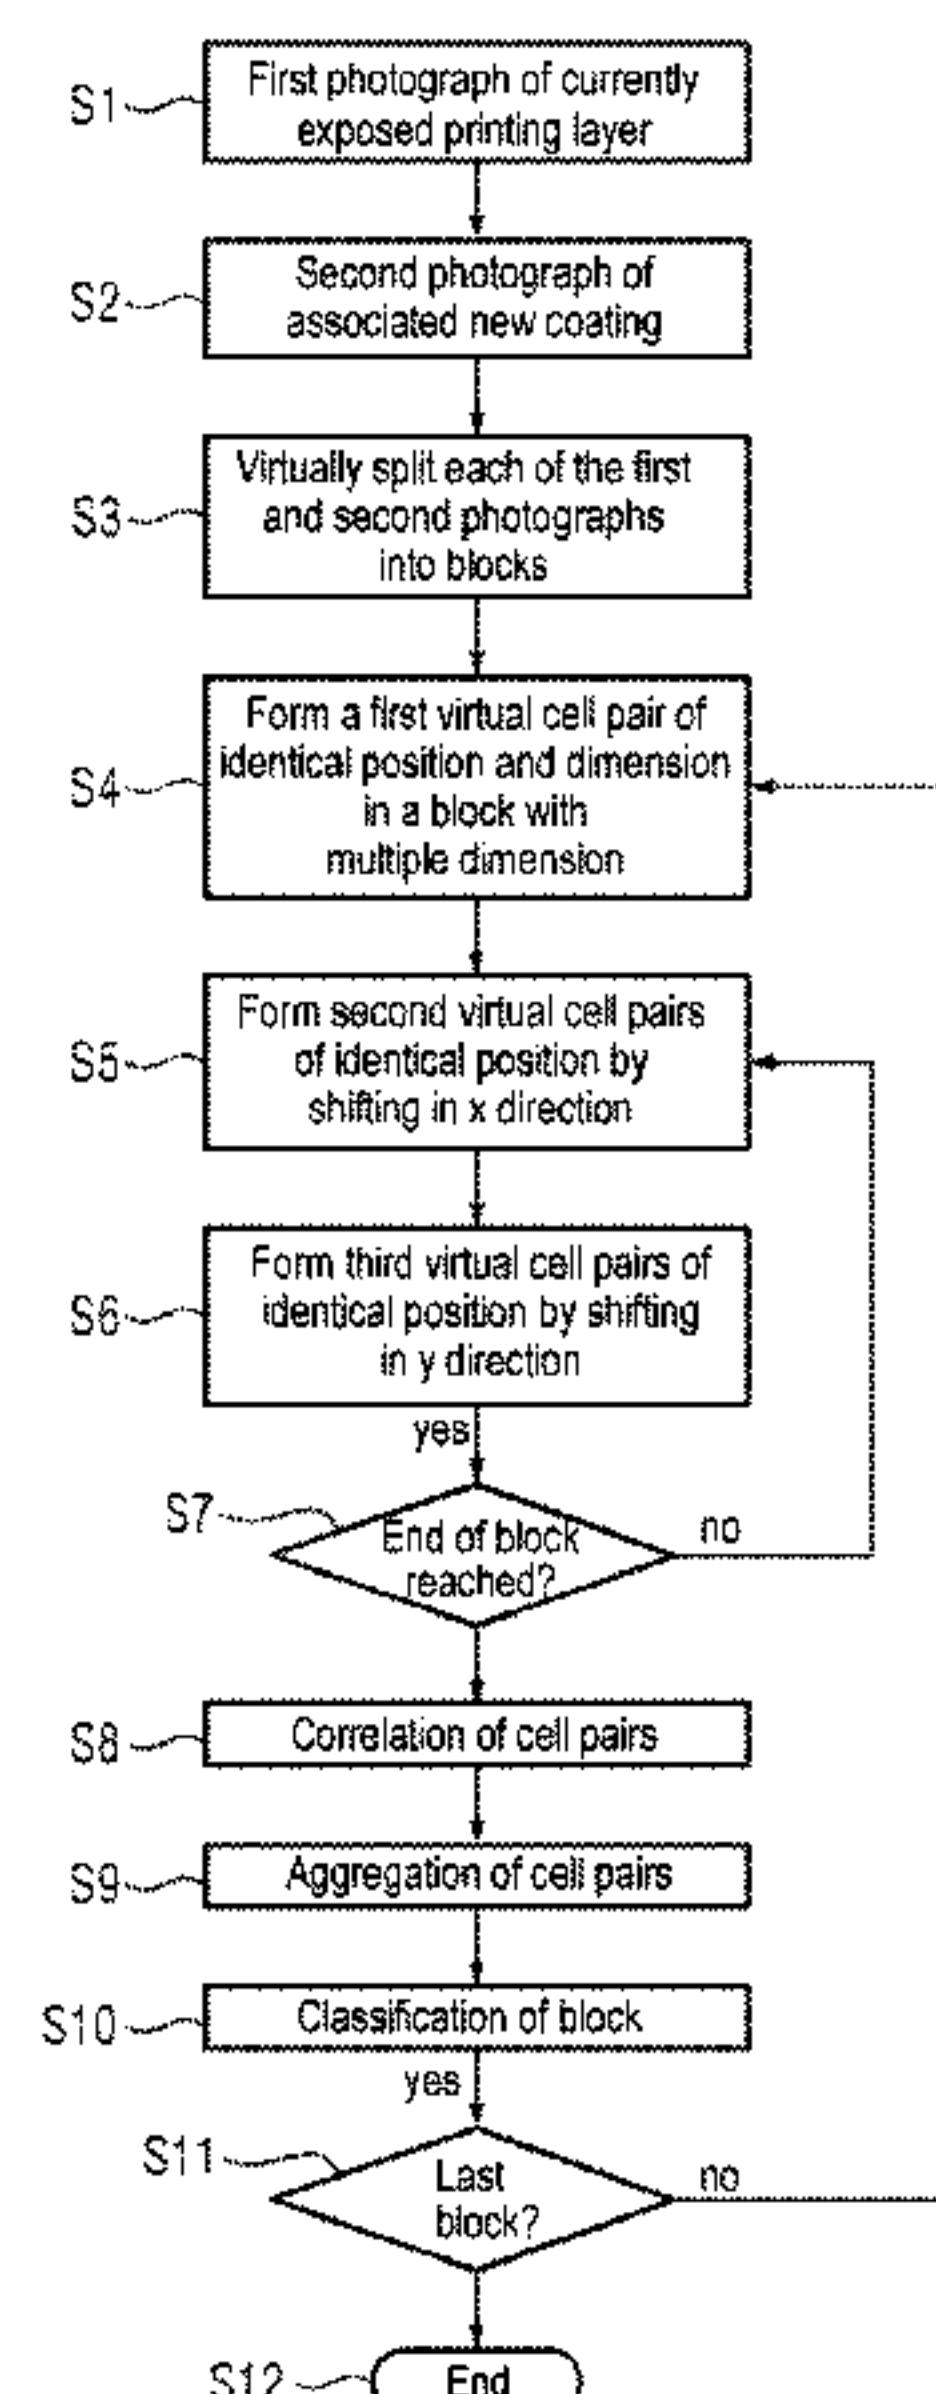 S1
First photograph of currently
exposed printing layer
S2
Second photograph of
associated new coating
S3
Virtually split each of the first
and second photographs
into blocks
S4
Form a first virtual cell pair of
identical position and dimension
in a block with
multiple dimension
S5
Form second virtual cell pairs
of identical position by
shifting in x direction
S6
Form third virtual cell pairs of
identical position by shifting
in y direction
yes
S7
End of block
reached?
no
S8
Correlation of cell pairs
S9
Aggregation of cell pairs
S10
Classification of block
yes
S11
Last
block?
no
S12
End